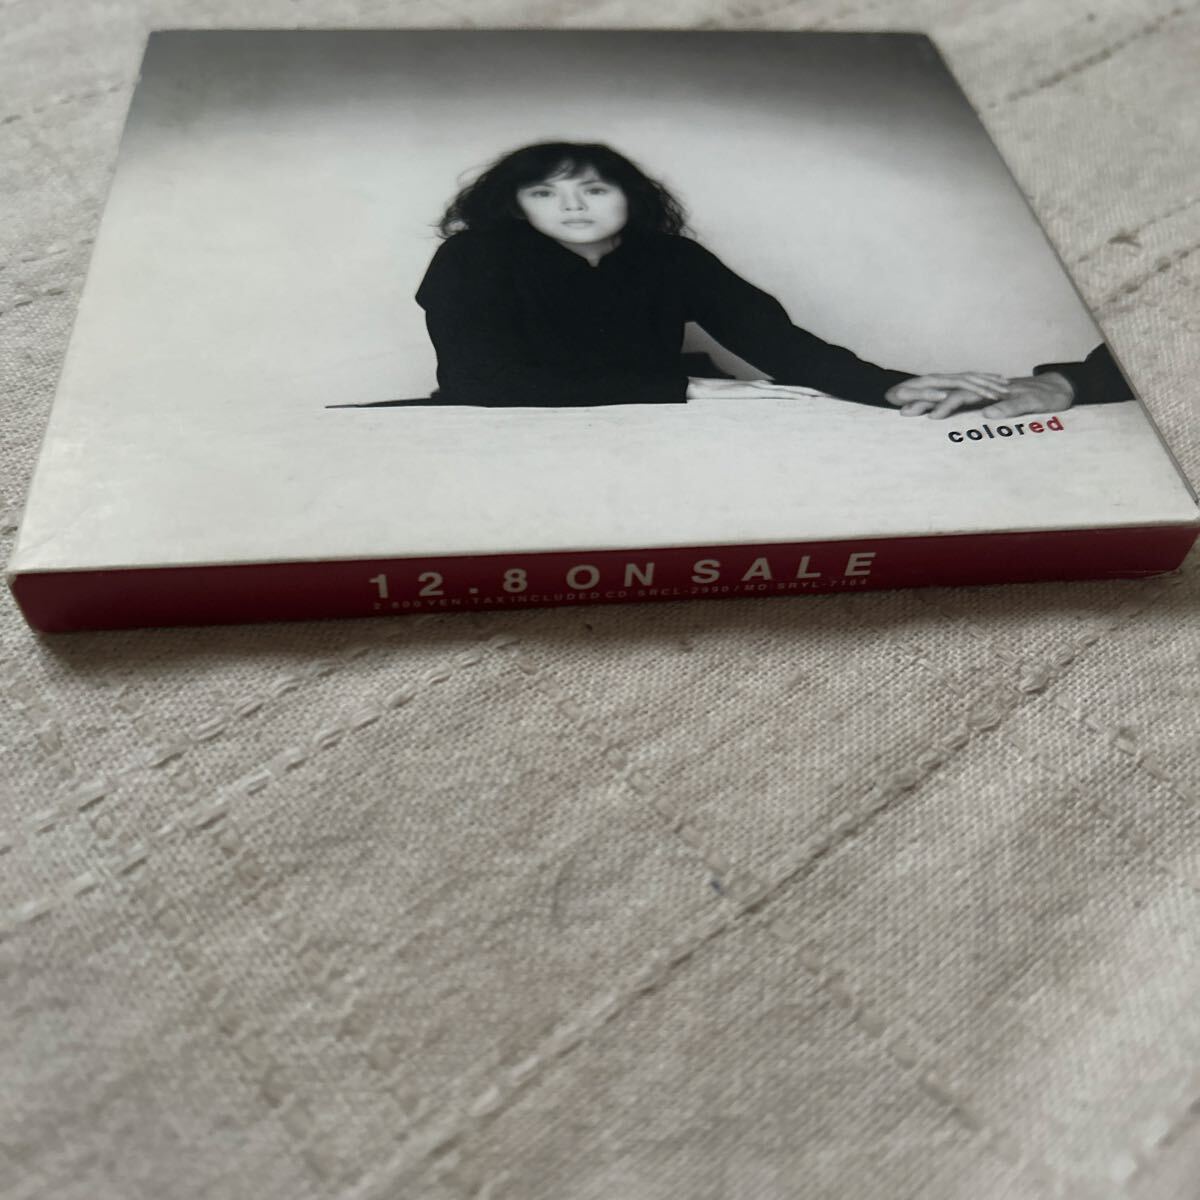 colored
12.8 ON SALE
2,800 YEN:TAX INCLUDED CD:SRCL-2990/MD:SRYL-7164